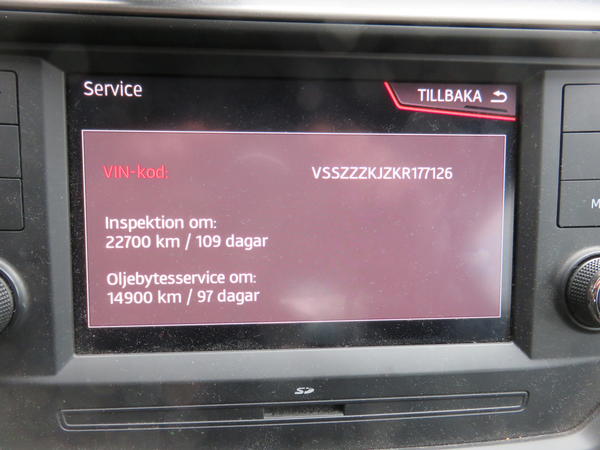 Service
TILLBAKA
VIN-kod: VSSZZZKJZKR177126
Inspektion om:
22700 km / 109 dagar
Oljebytesservice om:
14900 km / 97 dagar
M
SD